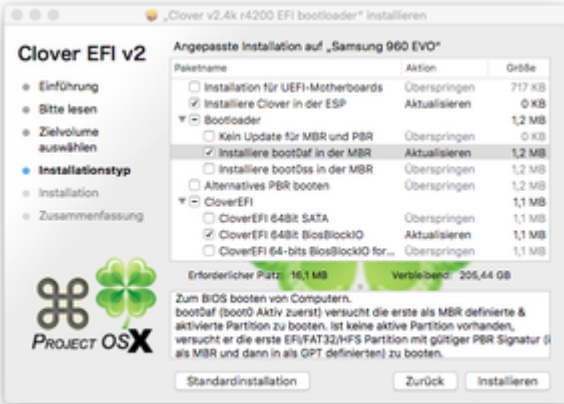 „Clover v2.4k r4200 EFI bootloader“ installieren
Clover EFI v2
Angepasste Installation auf „Samsung 960 EVO“
Paketname Aktion Größe
Installation für UEFI-Motherboards Überspringen 717 KB
Installiere Clover in der ESP Aktualisieren 0 KB
Bootloader 1,2 MB
Kein Update für MBR und PBR Überspringen 0 KB
Installiere boot0af in der MBR Aktualisieren 1,2 MB
Installiere boot0ss in der MBR Überspringen 1,2 MB
Alternatives PBR booten Überspringen 1,2 MB
CloverEFI 1,1 MB
CloverEFI 64Bit SATA Überspringen 1,1 MB
CloverEFI 64Bit BiosBlockIO Aktualisieren 1,1 MB
CloverEFI 64-bits BiosBlockIO for... Überspringen 1,1 MB
Einführung
Bitte lesen
Zielvolume
auswählen
Installationstyp
Installation
Zusammenfassung
Erforderlicher Platz: 16,1 MB Verbleibend: 205,44 GB
Zum BIOS booten von Computern.
boot0af (boot0 Aktiv zuerst) versucht die erste als MBR definierte &
aktivierte Partition zu booten. Ist keine aktive Partition vorhanden,
versucht er die erste EFI/FAT32/HFS Partition mit gültiger PBR Signatur (
als MBR und dann in als GPT definierten) zu booten.
PROJECT OSX
Standardinstallation Zurück Installieren